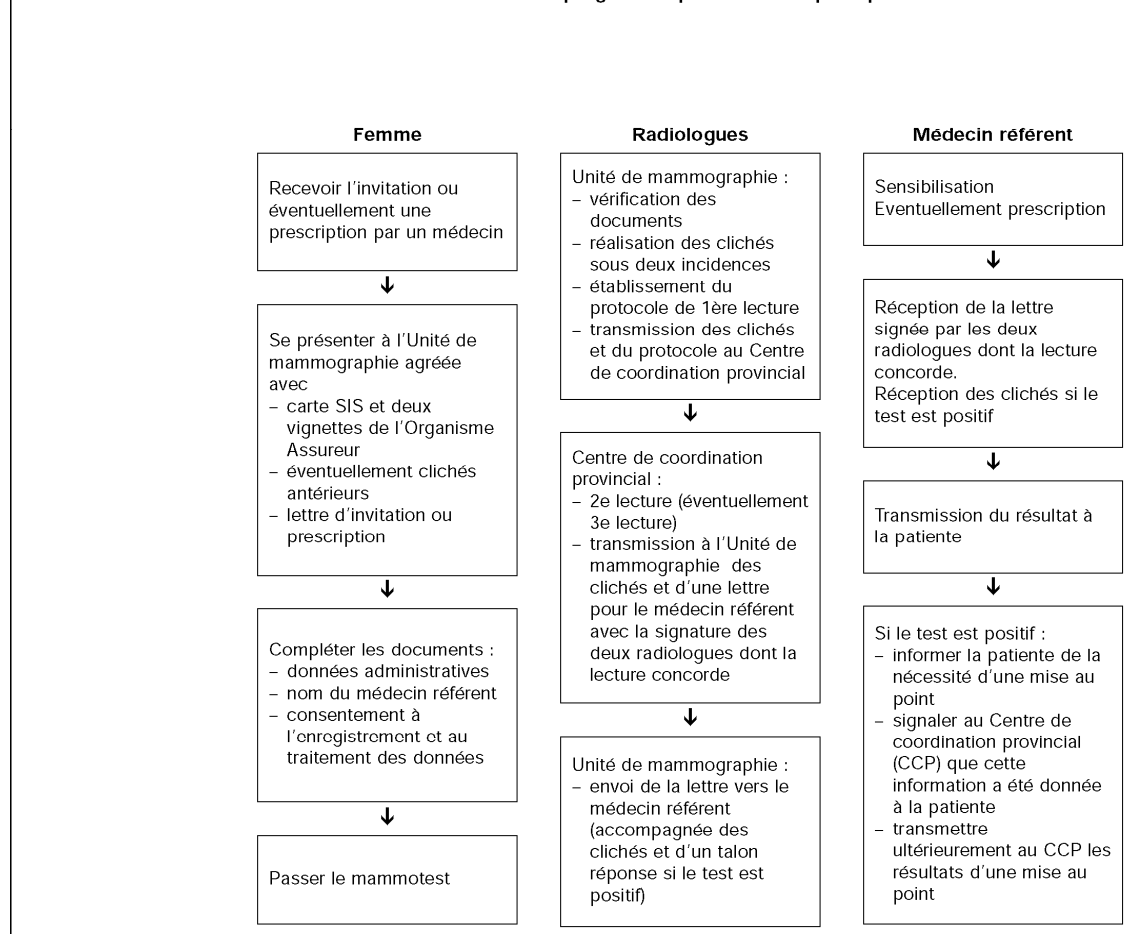 Femme
Recevoir l'invitation ou
éventuellement une
prescription par un médecin
Se présenter à l'Unité de
mammographie agréée
avec
– carte SIS et deux
vignettes de l'Organisme
Assureur
– éventuellement clichés
antérieurs
– lettre d'invitation ou
prescription
Compléter les documents :
– données administratives
– nom du médecin référent
– consentement à
l'enregistrement et au
traitement des données
Passer le mammotest
Radiologues
Unité de mammographie :
– vérification des
documents
– réalisation des clichés
sous deux incidences
– établissement du
protocole de 1ère lecture
– transmission des clichés
et du protocole au Centre
de coordination provincial
Centre de coordination
provincial :
– 2e lecture (éventuellement
3e lecture)
– transmission à l'Unité de
mammographie des
clichés et d'une lettre
pour le médecin référent
avec la signature des
deux radiologues dont la
lecture concorde
Unité de mammographie :
– envoi de la lettre vers le
médecin référent
(accompagnée des
clichés et d'un talon
réponse si le test est
positif)
Médecin référent
Sensibilisation
Eventuellement prescription
Réception de la lettre
signée par les deux
radiologues dont la lecture
concorde.
Réception des clichés si le
test est positif
Transmission du résultat à
la patiente
Si le test est positif :
– informer la patiente de la
nécessité d'une mise au
point
– signaler au Centre de
coordination provincial
(CCP) que cette
information a été donnée
à la patiente
– transmettre
ultérieurement au CCP les
résultats d'une mise au
point